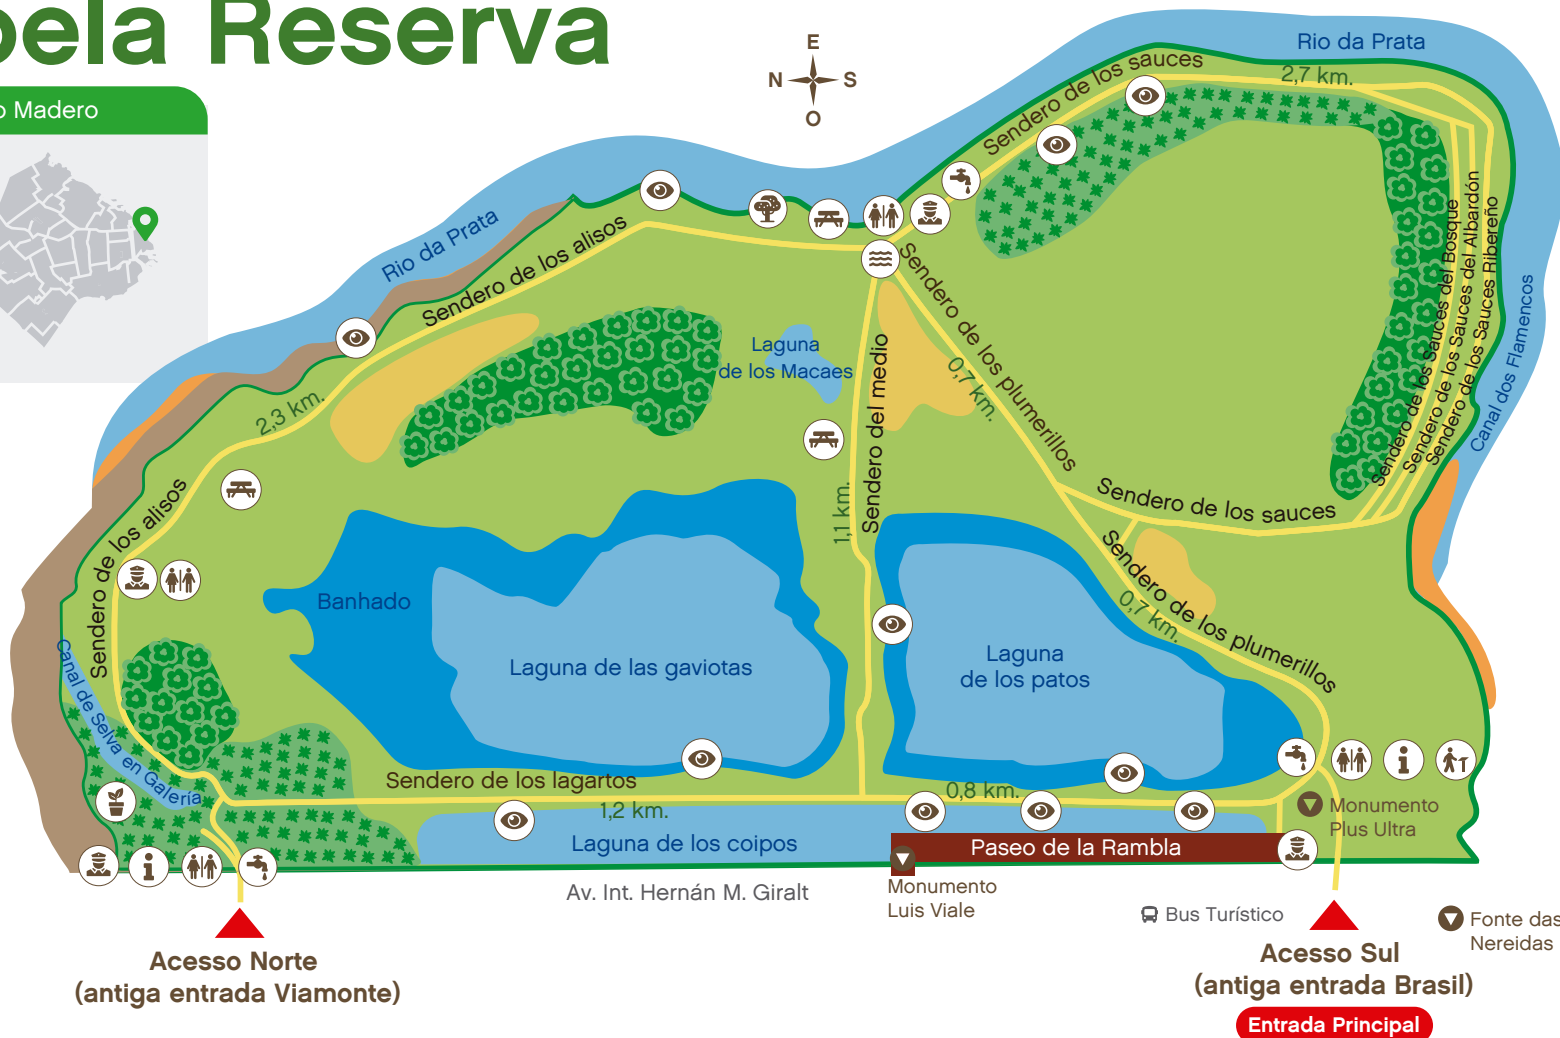 pela Reserva
o Madero
E
N
S
O
Rio da Prata
Sendero de los sauces
2,7 km.
Rio da Prata
Sendero de los alisos
2,3 km.
Sendero de los alisos
Laguna
de los Macaes
Sendero del medio
1,1 km.
Sendero de los plumerillos
0,7 km.
Sendero de los Sauces del Bosque
Sendero de los Sauces del Albardón
Sendero de los Sauces Ribereño
Canal dos Flamencos
Sendero de los sauces
Sendero de los plumerillos
0,7 km.
Banhado
Laguna de las gaviotas
Laguna
de los patos
Canal de Selva en Galería
Sendero de los lagartos
1,2 km.
0,8 km.
Laguna de los coipos
Paseo de la Rambla
Monumento
Plus Ultra
i
i
Av. Int. Hernán M. Giralt
Monumento
Luis Viale
Bus Turístico
Fonte das
Nereidas
Acesso Norte
(antiga entrada Viamonte)
Acesso Sul
(antiga entrada Brasil)
Entrada Principal